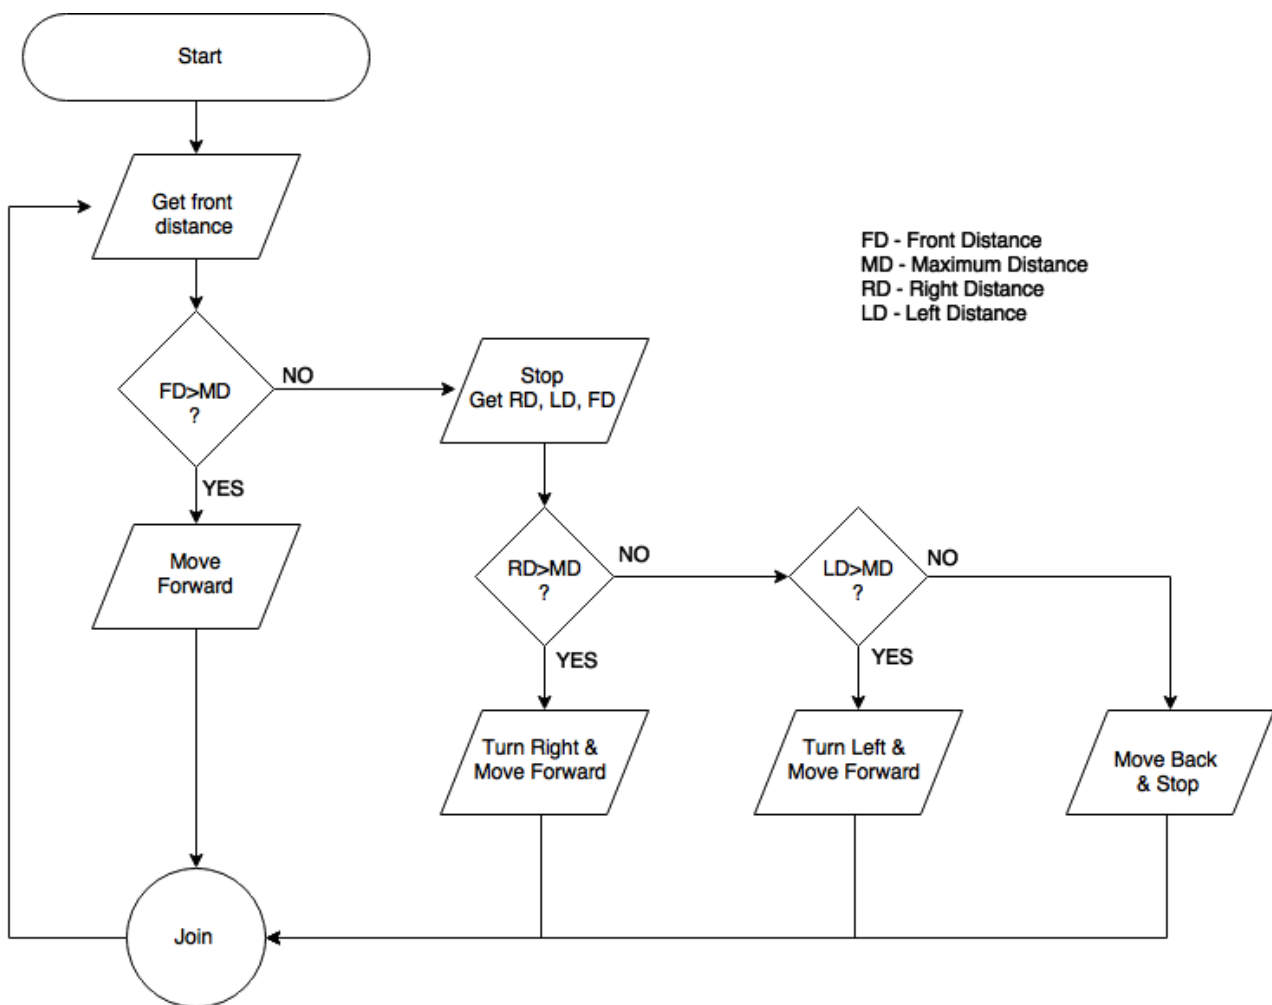 Start
Get front
distance
FD - Front Distance
MD - Maximum Distance
RD - Right Distance
LD - Left Distance
FD>MD
?
NO
YES
Stop
Get RD, LD, FD
Move
Forward
RD>MD
?
NO
YES
LD>MD
?
NO
YES
Turn Right &
Move Forward
Turn Left &
Move Forward
Move Back
& Stop
Join